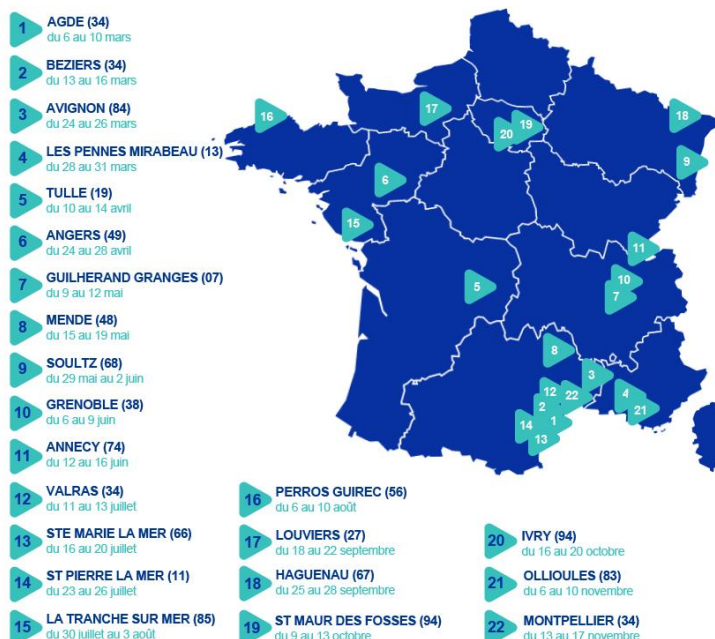 1
AGDE (34)
du 6 au 10 mars
2
BEZIERS (34)
du 13 au 16 mars
3
AVIGNON (84)
du 24 au 26 mars
4
LES PENNES MIRABEAU (13)
du 28 au 31 mars
5
TULLE (19)
du 10 au 14 avril
6
ANGERS (49)
du 24 au 28 avril
7
GUILHERAND GRANGES (07)
du 9 au 12 mai
8
MENDE (48)
du 15 au 19 mai
9
SOULTZ (68)
du 29 mai au 2 juin
10
GRENOBLE (38)
du 6 au 9 juin
11
ANNECY (74)
du 12 au 16 juin
12
VALRAS (34)
du 11 au 13 juillet
13
STE MARIE LA MER (66)
du 16 au 20 juillet
14
ST PIERRE LA MER (11)
du 23 au 26 juillet
15
LA TRANCHE SUR MER (85)
du 30 juillet au 3 août
16
PERROS GUIREC (56)
du 6 au 10 août
17
LOUVIERS (27)
du 18 au 22 septembre
18
HAGUENAU (67)
du 25 au 28 septembre
19
ST MAUR DES FOSSES (94)
du 9 au 13 octobre
20
IVRY (94)
du 16 au 20 octobre
21
OLLIOULES (83)
du 6 au 10 novembre
22
MONTPELLIER (34)
du 13 au 17 novembre
16
17
19
20
18
9
6
15
11
10
7
5
8
3
12
22
4
2
21
14
1
13